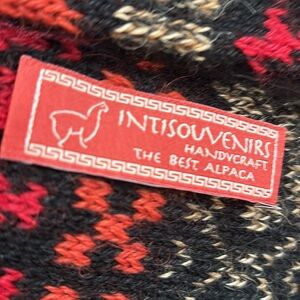 INTISOUVENIRS
HANDYCRAFT
THE BEST ALPACA